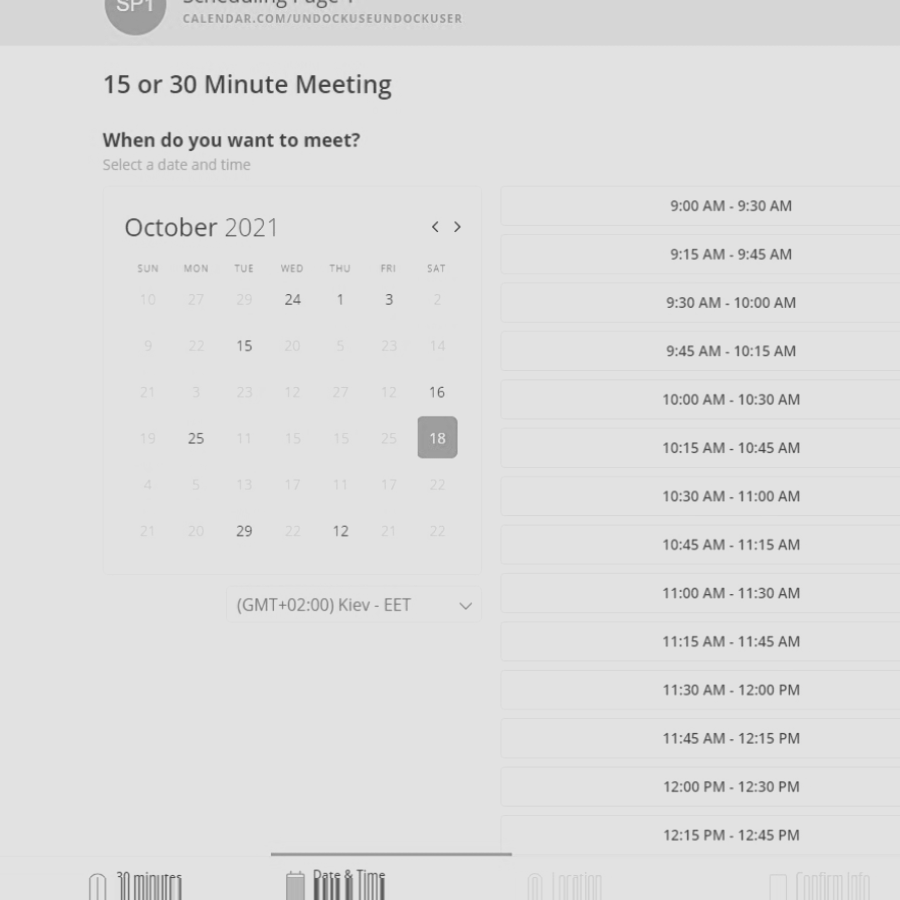 SP1
Scheduling Page 1
CALENDAR.COM/UNDOCKUSEUNDOCKUSER
15 or 30 Minute Meeting
When do you want to meet?
Select a date and time
October 2021
SUN MON TUE WED THU FRI SAT
10 27 29 24 1 3 2
9 22 15 20 5 23 14
21 3 23 12 27 12 16
19 25 11 15 15 25 18
4 5 13 17 11 17 22
21 20 29 22 12 21 22
(GMT+02:00) Kiev - EET
9:00 AM - 9:30 AM
9:15 AM - 9:45 AM
9:30 AM - 10:00 AM
9:45 AM - 10:15 AM
10:00 AM - 10:30 AM
10:15 AM - 10:45 AM
10:30 AM - 11:00 AM
10:45 AM - 11:15 AM
11:00 AM - 11:30 AM
11:15 AM - 11:45 AM
11:30 AM - 12:00 PM
11:45 AM - 12:15 PM
12:00 PM - 12:30 PM
12:15 PM - 12:45 PM
30 minutes
Date & Time
Location
Confirm Info